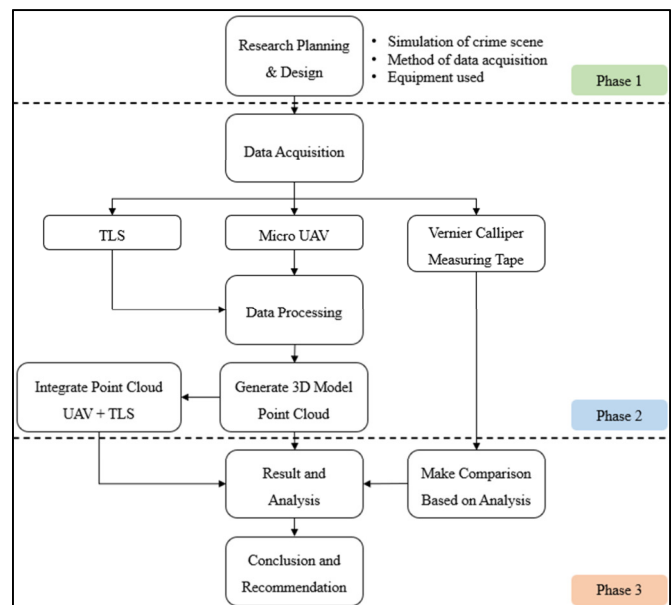 Research Planning
& Design
• Simulation of crime scene
• Method of data acquisition
• Equipment used
Phase 1
Data Acquisition
TLS
Micro UAV
Vernier Calliper
Measuring Tape
Data Processing
Integrate Point Cloud
UAV + TLS
Generate 3D Model
Point Cloud
Phase 2
Result and
Analysis
Make Comparison
Based on Analysis
Conclusion and
Recommendation
Phase 3